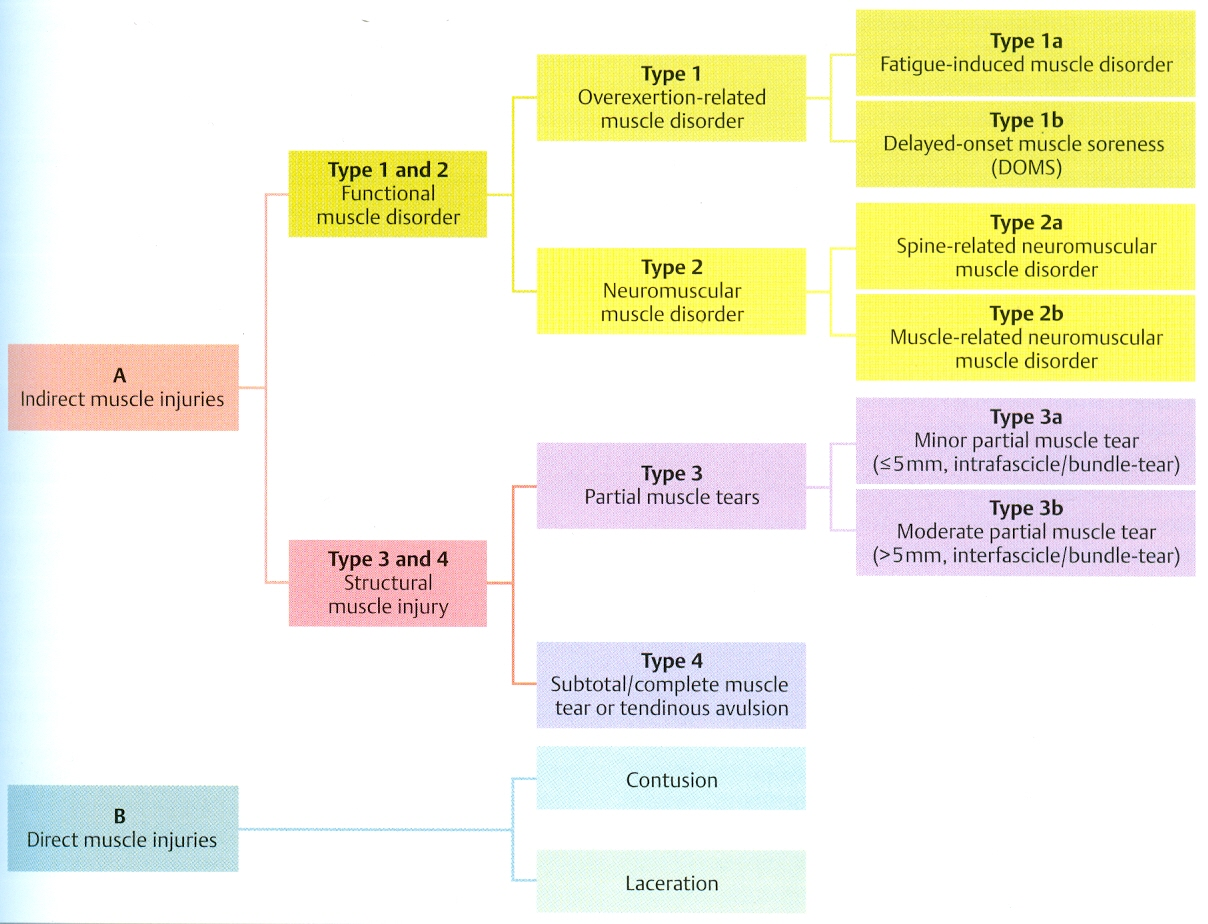 A
Indirect muscle injuries
Type 1 and 2
Functional
muscle disorder
Type 1
Overexertion-related
muscle disorder
Type 1a
Fatigue-induced muscle disorder
Type 1b
Delayed-onset muscle soreness
(DOMS)
Type 2
Neuromuscular
muscle disorder
Type 2a
Spine-related neuromuscular
muscle disorder
Type 2b
Muscle-related neuromuscular
muscle disorder
Type 3 and 4
Structural
muscle injury
Type 3
Partial muscle tears
Type 3a
Minor partial muscle tear
(≤5mm, intrafascicle/bundle-tear)
Type 3b
Moderate partial muscle tear
(>5mm, interfascicle/bundle-tear)
Type 4
Subtotal/complete muscle
tear or tendinous avulsion
B
Direct muscle injuries
Contusion
Laceration